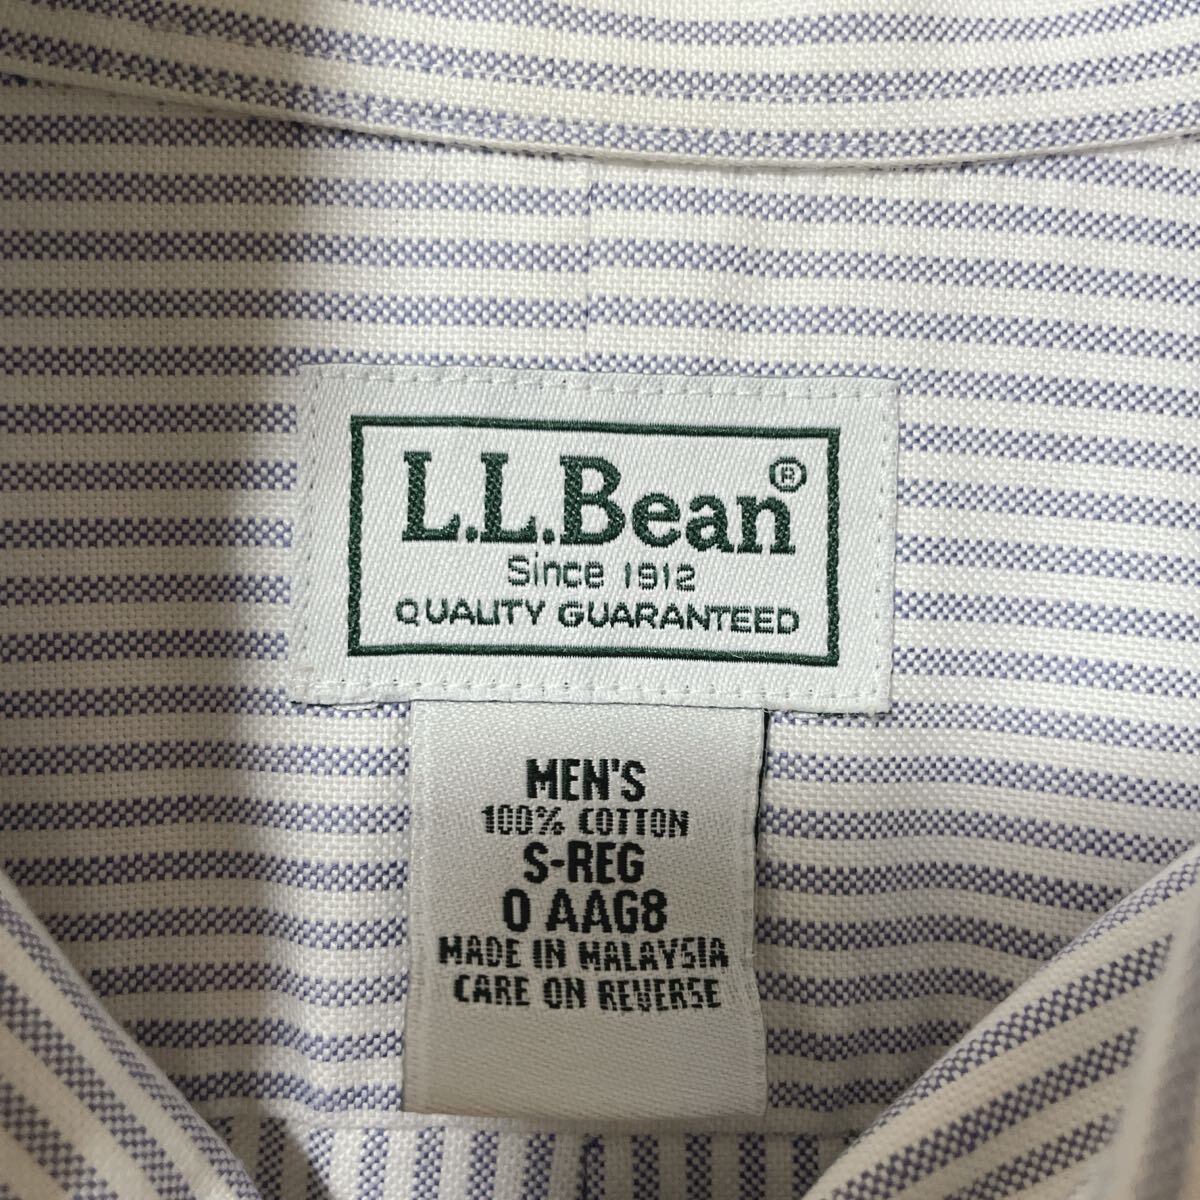 L.L.Bean®
Since 1912
QUALITY GUARANTEED
MEN'S
100% COTTON
S-REG
0 AAG8
MADE IN MALAYSIA
CARE ON REVERSE